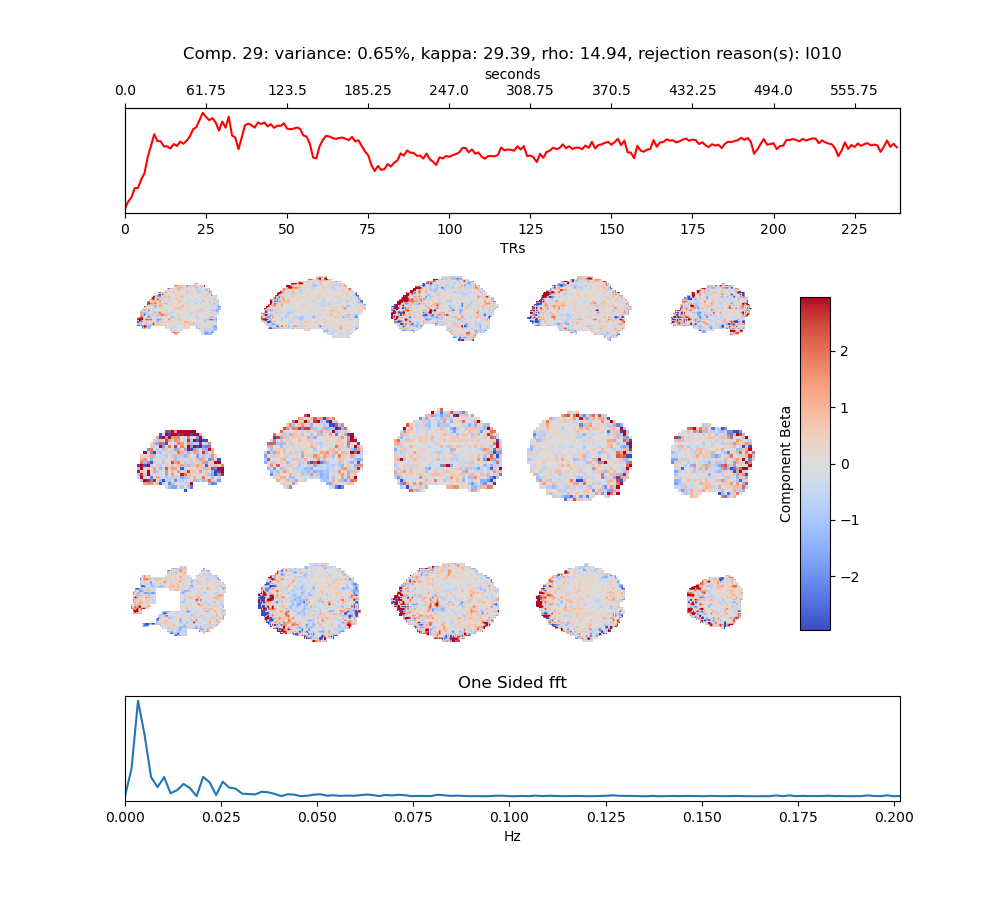 Comp. 29: variance: 0.65%, kappa: 29.39, rho: 14.94, rejection reason(s): I010
seconds
0.0 61.75 123.5 185.25 247.0 308.75 370.5 432.25 494.0 555.75
0 25 50 75 100 125 150 175 200 225
TRs
2
1
0
−1
−2
Component Beta
One Sided fft
0.000 0.025 0.050 0.075 0.100 0.125 0.150 0.175 0.200
Hz